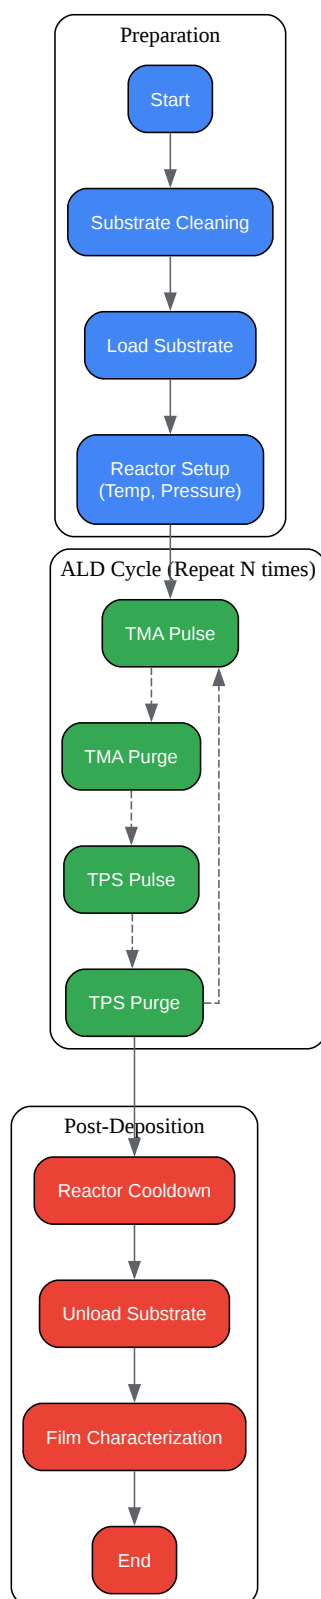 Preparation
Start
Substrate Cleaning
Load Substrate
Reactor Setup
(Temp, Pressure)
ALD Cycle (Repeat N times)
TMA Pulse
TMA Purge
TPS Pulse
TPS Purge
Post-Deposition
Reactor Cooldown
Unload Substrate
Film Characterization
End